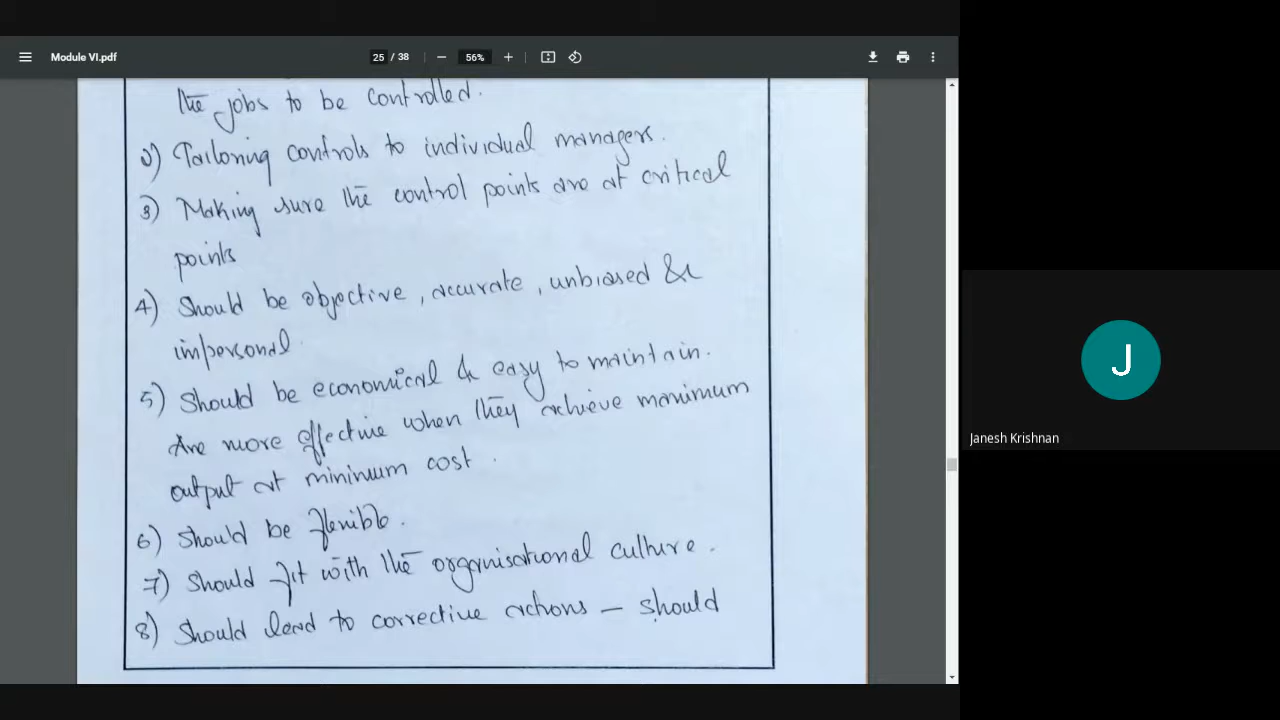 Module VI.pdf
25 / 38
56%
the jobs to be controlled.
2) Tailoring controls to individual managers.
3) Making sure the control points are at critical
points
4) Should be objective, accurate, unbiased &
impersonal.
5) Should be economical & easy to maintain.
Are more effective when they achieve maximum
output at minimum cost.
6) Should be flexible.
7) Should fit with the organisational culture.
8) Should lead to corrective actions – should
J
Janesh Krishnan